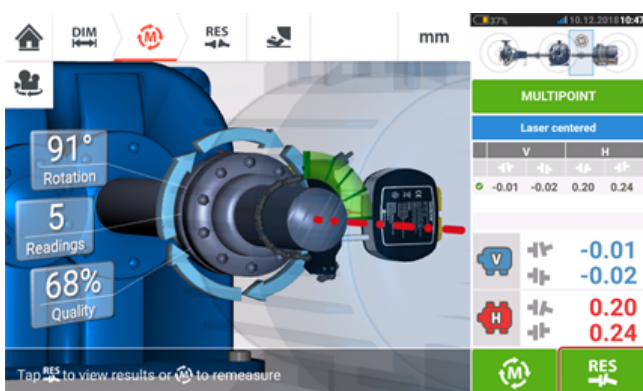 DIM
M
RES
mm
37%
10.12.2018 10:47
91°
Rotation
5
Readings
68%
Quality
Tap RES to view results or M to remeasure
MULTIPOINT
Laser centered
V H
-0.01 -0.02 0.20 0.24
V
-0.01
-0.02
H
0.20
0.24
M
RES